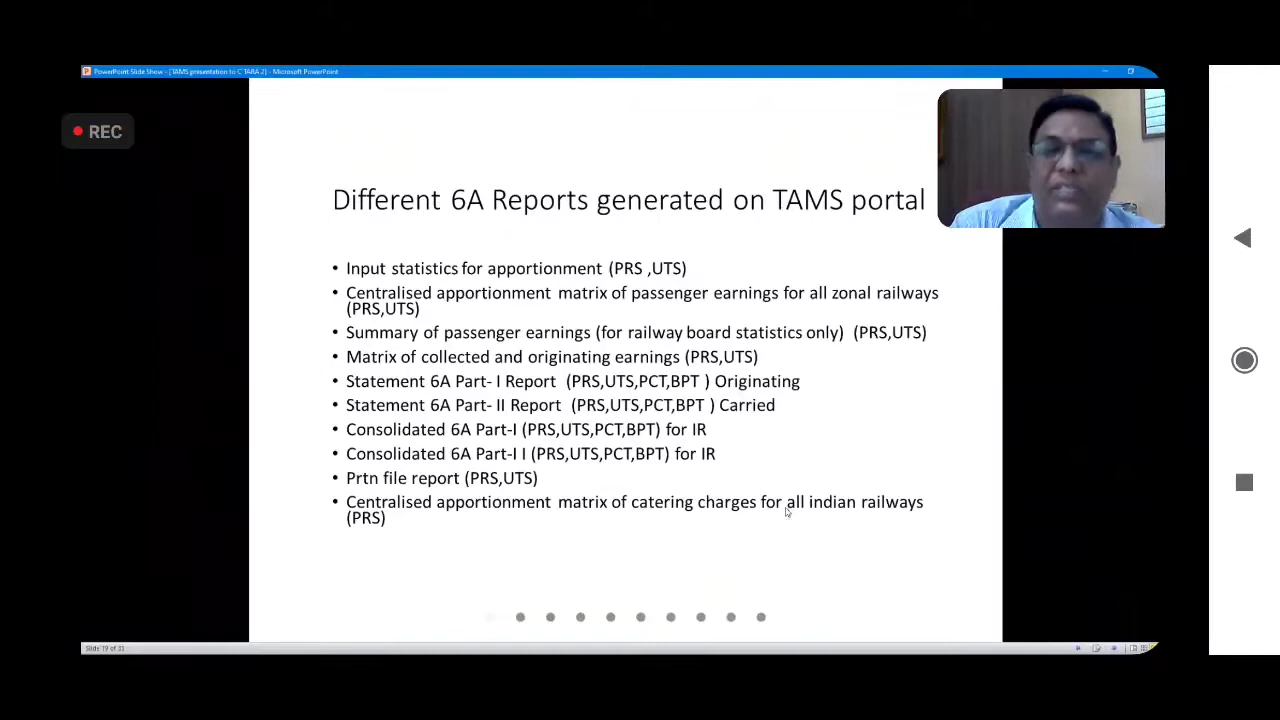 PowerPoint Slide Show - [TAMS presentation to C TARA 2] - Microsoft PowerPoint
REC
Different 6A Reports generated on TAMS portal
• Input statistics for apportionment (PRS ,UTS)
• Centralised apportionment matrix of passenger earnings for all zonal railways
(PRS,UTS)
• Summary of passenger earnings (for railway board statistics only) (PRS,UTS)
• Matrix of collected and originating earnings (PRS,UTS)
• Statement 6A Part- I Report (PRS,UTS,PCT,BPT ) Originating
• Statement 6A Part- II Report (PRS,UTS,PCT,BPT ) Carried
• Consolidated 6A Part-I (PRS,UTS,PCT,BPT) for IR
• Consolidated 6A Part-I I (PRS,UTS,PCT,BPT) for IR
• Prtn file report (PRS,UTS)
• Centralised apportionment matrix of catering charges for all indian railways
(PRS)
Slide 19 of